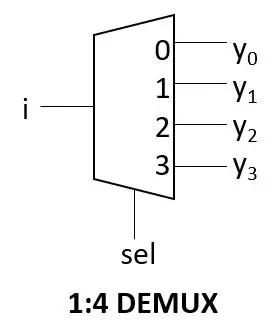 0 y₀
1 y₁
i
2 y₂
3 y₃
sel
1:4 DEMUX